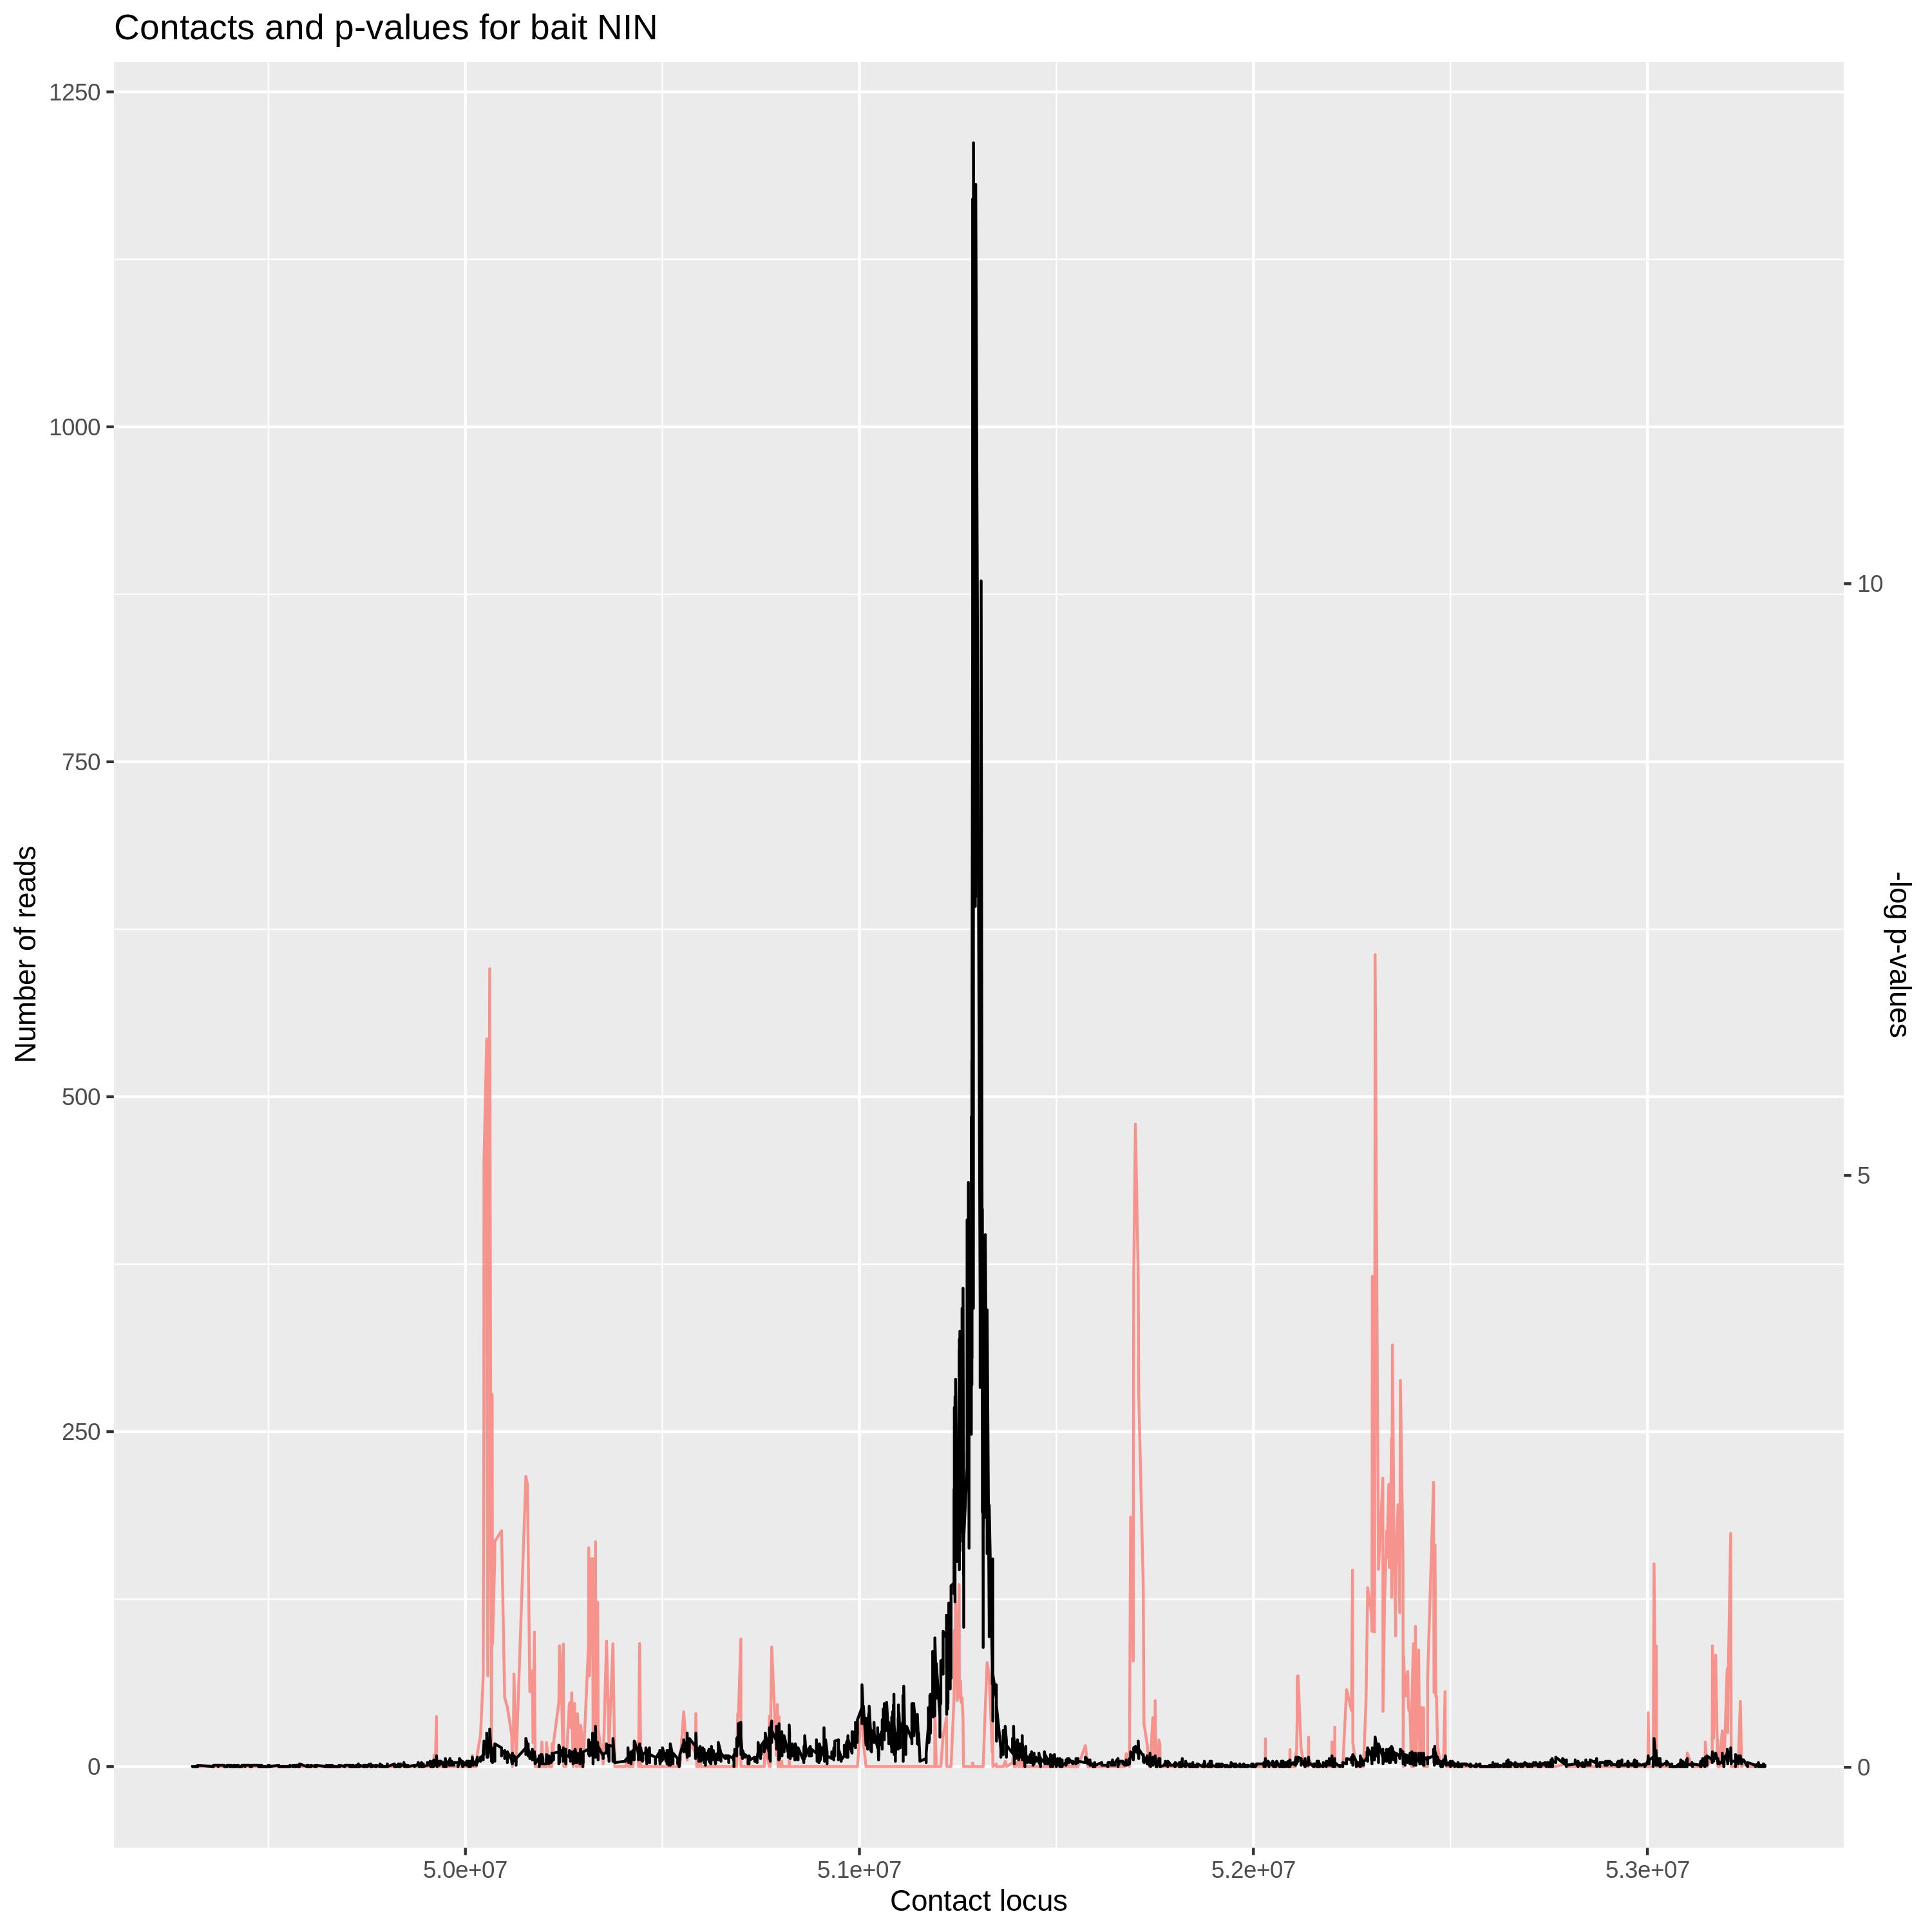 Contacts and p-values for bait NIN
1250
1000
750
500
250
0
Number of reads
10
5
0
-log p-values
5.0e+07
5.1e+07
5.2e+07
5.3e+07
Contact locus